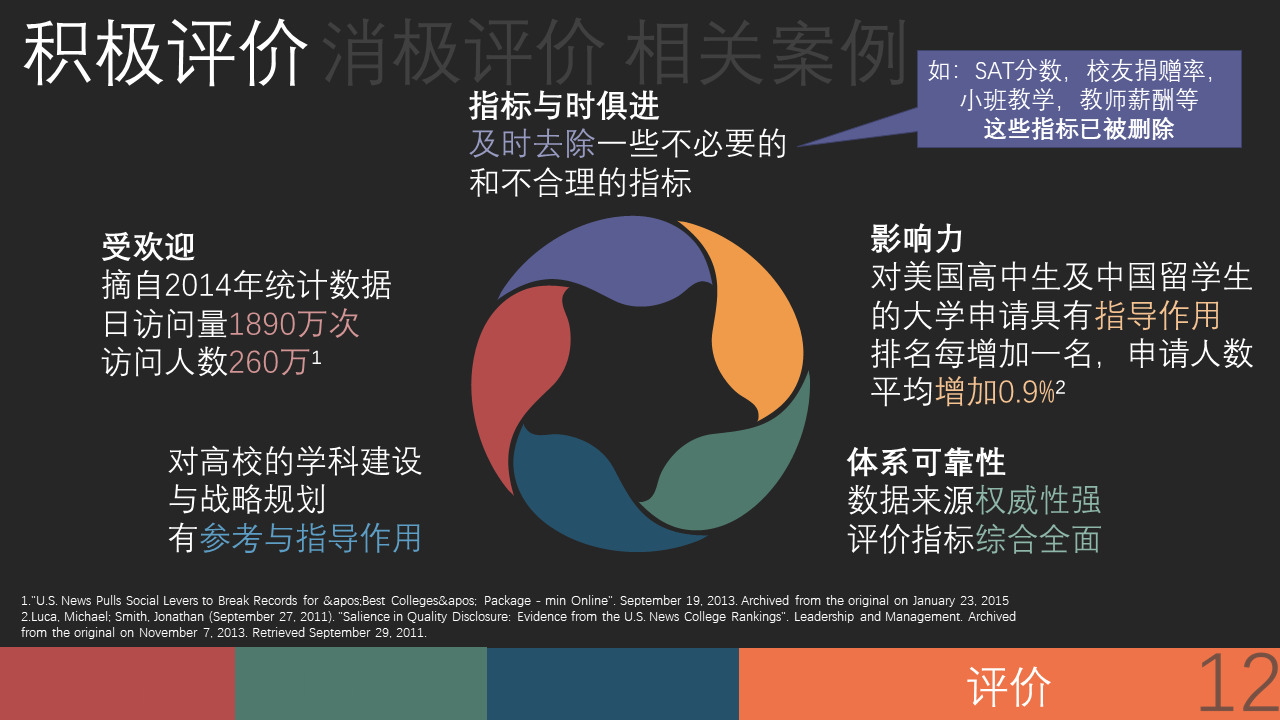 积极评价 消极评价 相关案例
如：SAT分数，校友捐赠率，
小班教学，教师薪酬等
这些指标已被删除
指标与时俱进
及时去除一些不必要的
和不合理的指标
受欢迎
摘自2014年统计数据
日访问量1890万次
访问人数260万1
影响力
对美国高中生及中国留学生
的大学申请具有指导作用
排名每增加一名，申请人数
平均增加0.9%2
对高校的学科建设
与战略规划
有参考与指导作用
体系可靠性
数据来源权威性强
评价指标综合全面
1."U.S. News Pulls Social Levers to Break Records for &apos;Best Colleges&apos; Package - min Online". September 19, 2013. Archived from the original on January 23, 2015
2.Luca, Michael; Smith, Jonathan (September 27, 2011). "Salience in Quality Disclosure: Evidence from the U.S. News College Rankings". Leadership and Management. Archived
from the original on November 7, 2013. Retrieved September 29, 2011.
评价
12